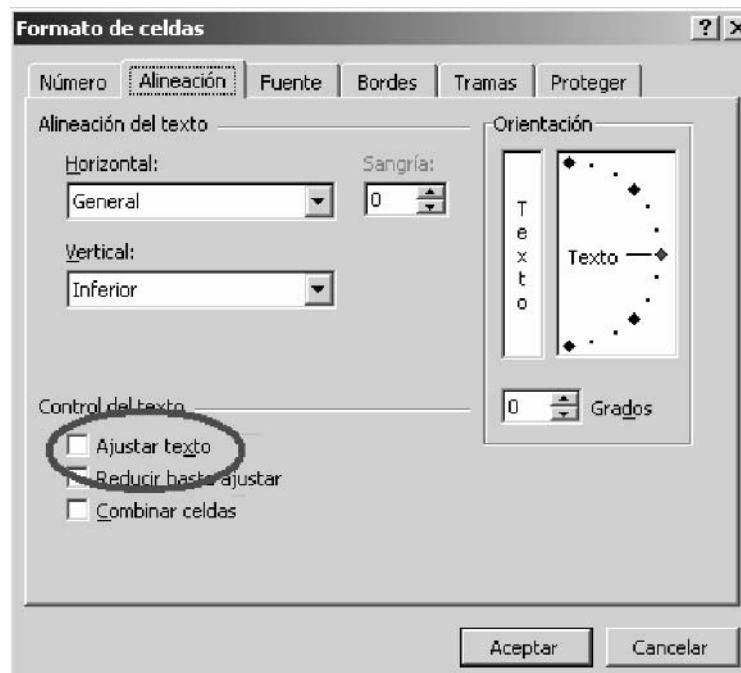 Formato de celdas
Número Alineación Fuente Bordes Tramas Proteger
Alineación del texto
Horizontal:
General
Sangría:
0
Vertical:
Inferior
Orientación
Texto
Texto
0 Grados
Control del texto
Ajustar texto
Reducir hasta ajustar
Combinar celdas
Aceptar Cancelar